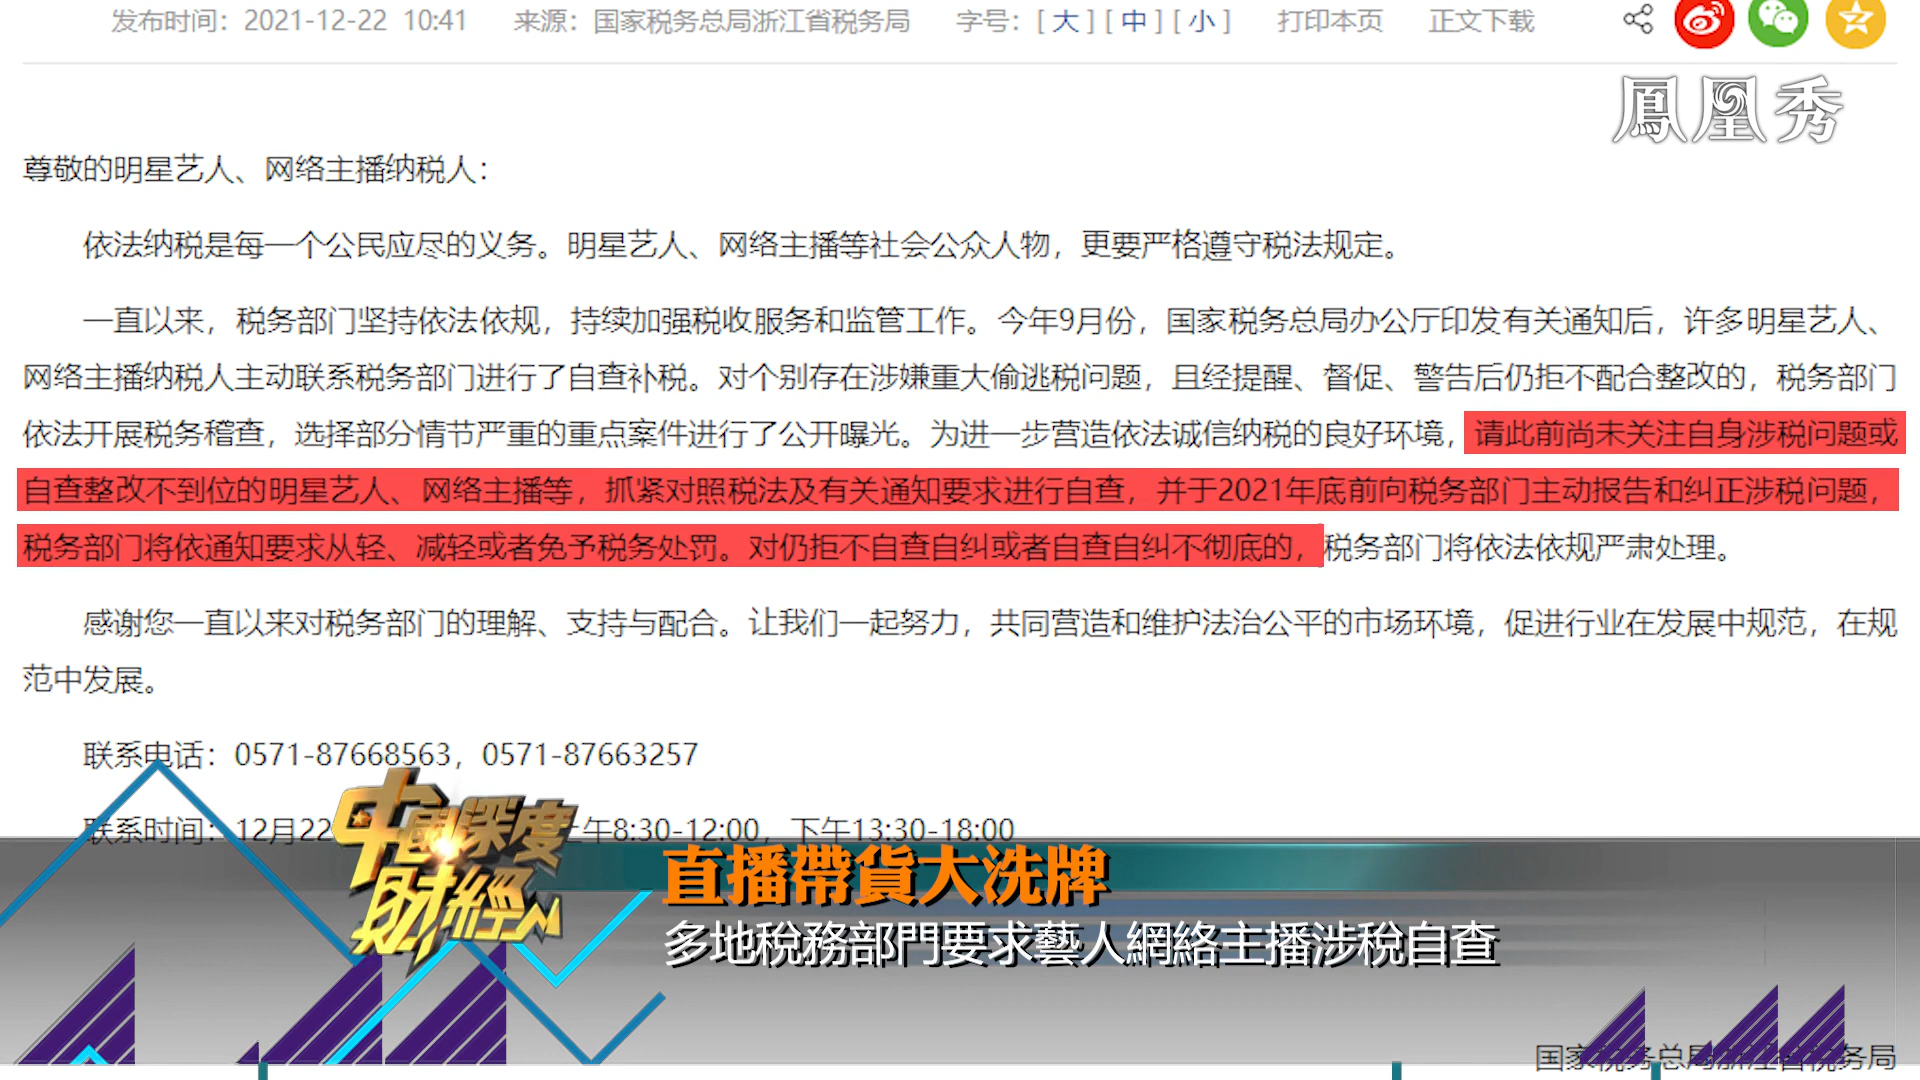 发布时间：2021-12-22 10:41 来源：国家税务总局浙江省税务局 字号：[大][中][小] 打印本页 正文下载
鳳凰秀
尊敬的明星艺人、网络主播纳税人：
依法纳税是每一个公民应尽的义务。明星艺人、网络主播等社会公众人物，更要严格遵守税法规定。
一直以来，税务部门坚持依法依规，持续加强税收服务和监管工作。今年9月份，国家税务总局办公厅印发有关通知后，许多明星艺人、
网络主播纳税人主动联系税务部门进行了自查补税。对个别存在涉嫌重大偷逃税问题，且经提醒、督促、警告后仍拒不配合整改的，税务部门
依法开展税务稽查，选择部分情节严重的重点案件进行了公开曝光。为进一步营造依法诚信纳税的良好环境，请此前尚未关注自身涉税问题或
自查整改不到位的明星艺人、网络主播等，抓紧对照税法及有关通知要求进行自查，并于2021年底前向税务部门主动报告和纠正涉税问题，
税务部门将依通知要求从轻、减轻或者免予税务处罚。对仍拒不自查自纠或者自查自纠不彻底的，税务部门将依法依规严肃处理。
感谢您一直以来对税务部门的理解、支持与配合。让我们一起努力，共同营造和维护法治公平的市场环境，促进行业在发展中规范，在规
范中发展。
联系电话：0571-87668563，0571-87663257
联系时间：12月22 上午8:30-12:00，下午13:30-18:00
中國深度
財經
直播帶貨大洗牌
多地稅務部門要求藝人網絡主播涉稅自查
国家税务总局浙江省税务局